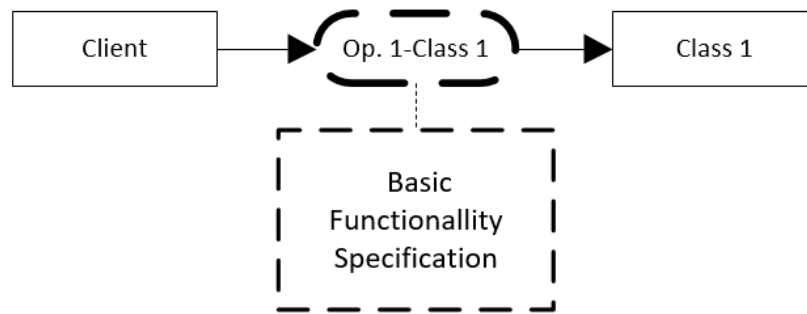 Client
Op. 1-Class 1
Class 1
Basic
Functionallity
Specification